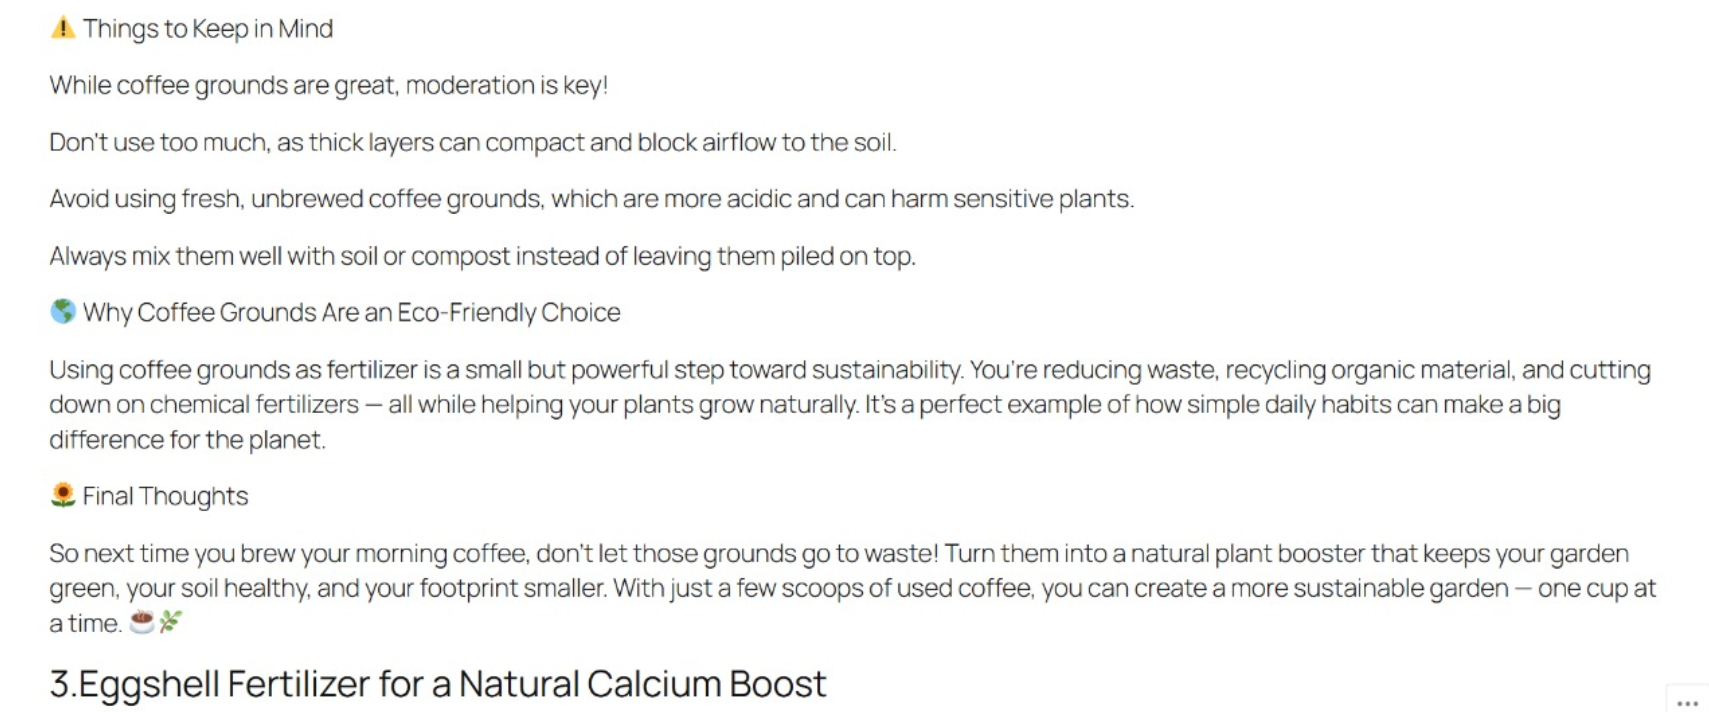 ⚠️ Things to Keep in Mind
While coffee grounds are great, moderation is key!
Don't use too much, as thick layers can compact and block airflow to the soil.
Avoid using fresh, unbrewed coffee grounds, which are more acidic and can harm sensitive plants.
Always mix them well with soil or compost instead of leaving them piled on top.
🌎 Why Coffee Grounds Are an Eco-Friendly Choice
Using coffee grounds as fertilizer is a small but powerful step toward sustainability. You're reducing waste, recycling organic material, and cutting
down on chemical fertilizers — all while helping your plants grow naturally. It's a perfect example of how simple daily habits can make a big
difference for the planet.
🌻 Final Thoughts
So next time you brew your morning coffee, don't let those grounds go to waste! Turn them into a natural plant booster that keeps your garden
green, your soil healthy, and your footprint smaller. With just a few scoops of used coffee, you can create a more sustainable garden — one cup at
a time. ☕🌿
3.Eggshell Fertilizer for a Natural Calcium Boost